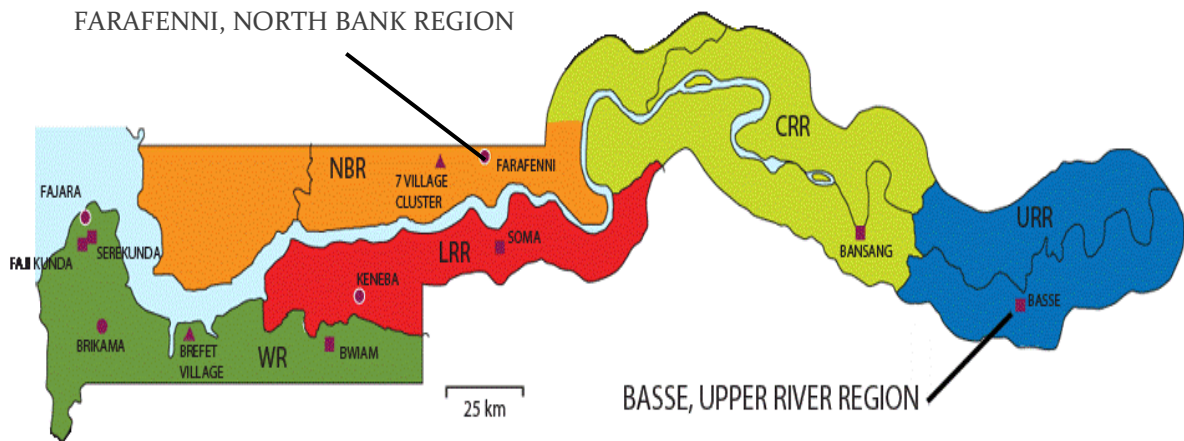 FARAFENNI, NORTH BANK REGION
CRR
NBR
FARAFENNI
7 VILLAGE
CLUSTER
FAJARA
URR
SEREKUNDA
FAJI KUNDA
LRR
SOMA
BANSANG
KENEBA
BASSE
BRIKAMA
BREFET
VILLAGE
WR
BWIAM
25 km
BASSE, UPPER RIVER REGION